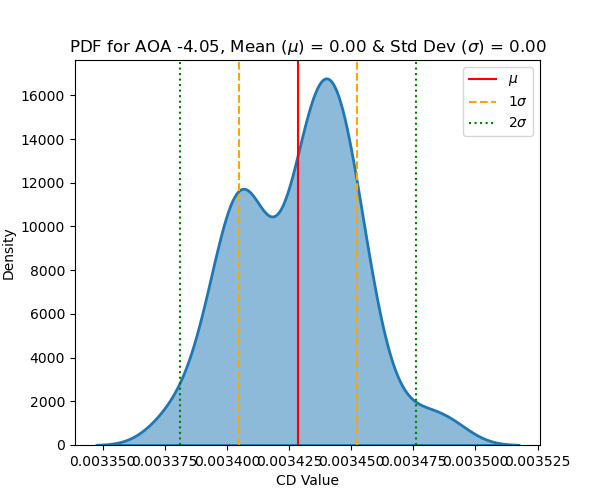 PDF for AOA -4.05, Mean (μ) = 0.00 & Std Dev (σ) = 0.00
μ
1σ
2σ
16000
14000
12000
10000
8000
6000
4000
2000
0
Density
0.003350 0.003375 0.003400 0.003425 0.003450 0.003475 0.003500 0.003525
CD Value